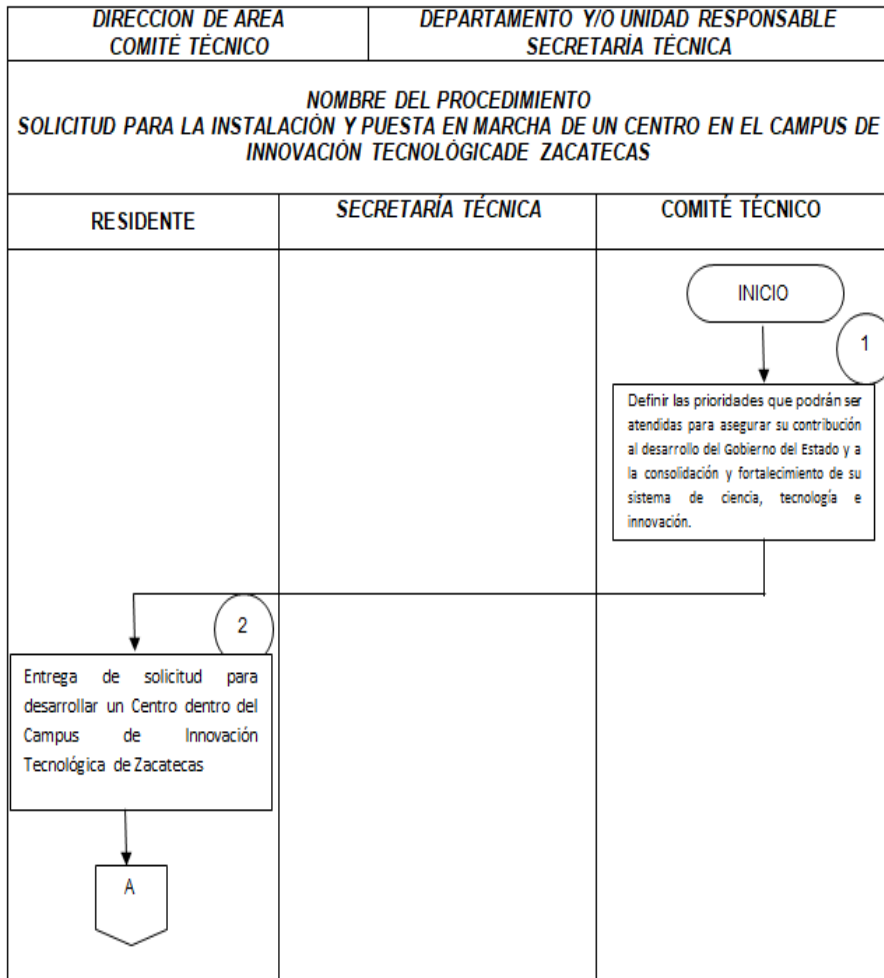 DIRECCION DE AREA
COMITÉ TÉCNICO
DEPARTAMENTO Y/O UNIDAD RESPONSABLE
SECRETARÍA TÉCNICA
NOMBRE DEL PROCEDIMIENTO
SOLICITUD PARA LA INSTALACIÓN Y PUESTA EN MARCHA DE UN CENTRO EN EL CAMPUS DE
INNOVACIÓN TECNOLÓGICADE ZACATECAS
RESIDENTE
SECRETARÍA TÉCNICA
COMITÉ TÉCNICO
INICIO
1
Definir las prioridades que podrán ser
atendidas para asegurar su contribución
al desarrollo del Gobierno del Estado y a
la consolidación y fortalecimiento de su
sistema de ciencia, tecnología e
innovación.
2
Entrega de solicitud para
desarrollar un Centro dentro del
Campus de Innovación
Tecnológica de Zacatecas
A